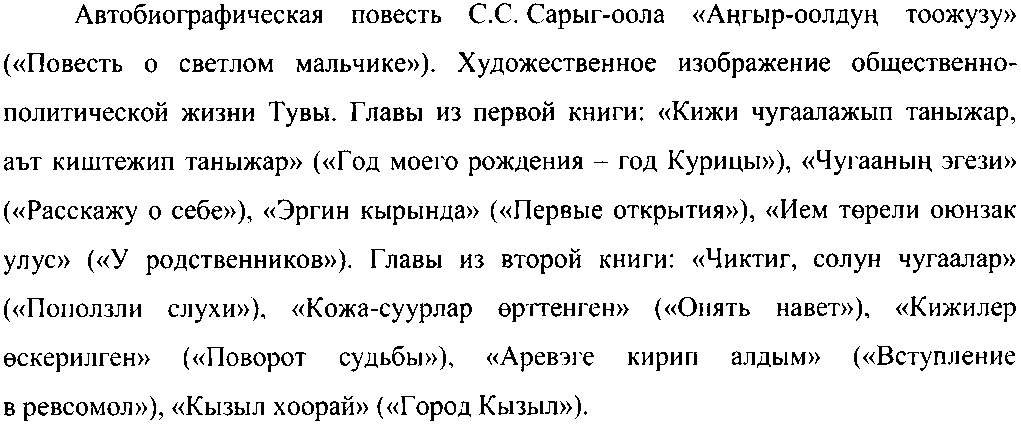 Автобиографическая повесть С.С. Сарыг-оола «Аңгыр-оолдуң тоожузу»
(«Повесть о светлом мальчике»). Художественное изображение общественно-
политической жизни Тувы. Главы из первой книги: «Кижи чугаалажып таныжар,
аът киштежип таныжар» («Год моего рождения – год Курицы»), «Чугааның эгези»
(«Расскажу о себе»), «Эргин кырында» («Первые открытия»), «Ием төрели оюнзак
улус» («У родственников»). Главы из второй книги: «Чиктиг, солун чугаалар»
(«Поползли слухи»), «Кожа-суурлар өрттенген» («Опять навет»), «Кижилер
өскерилген» («Поворот судьбы»), «Аревэге кирип алдым» («Вступление
в ревсомол»), «Кызыл хоорай» («Город Кызыл»).